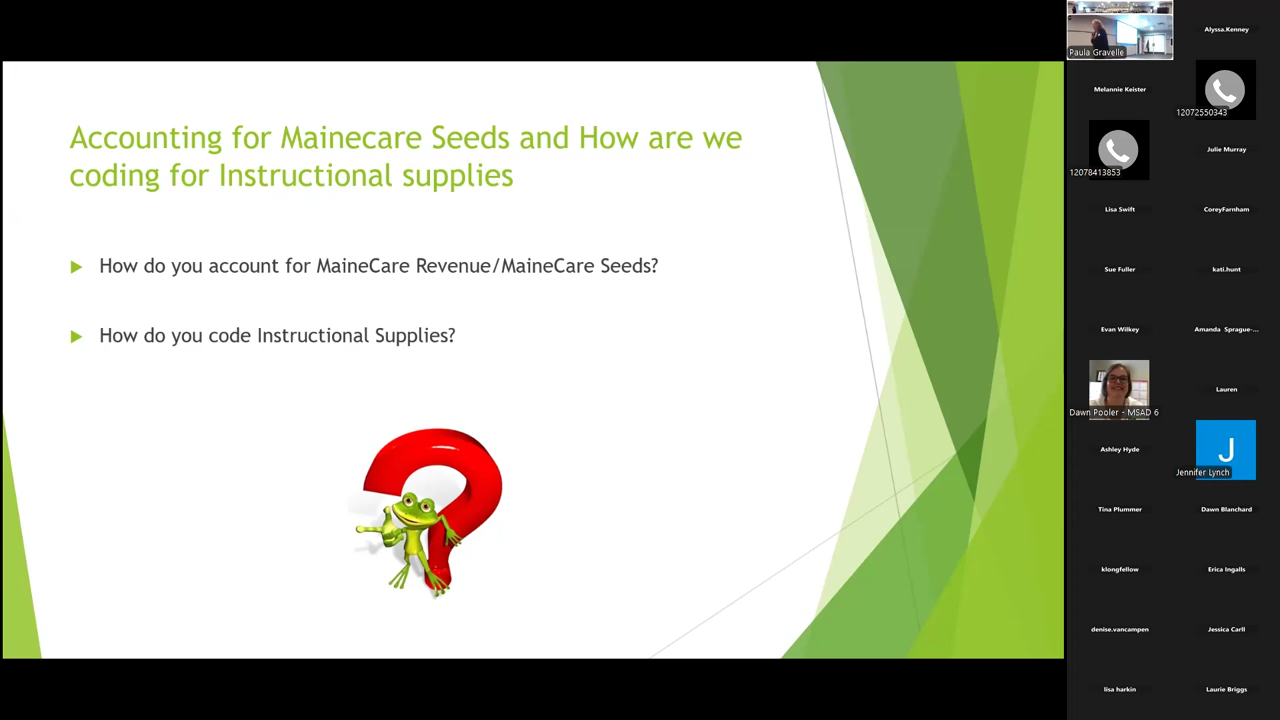 Accounting for Mainecare Seeds and How are we
coding for Instructional supplies
How do you account for MaineCare Revenue/MaineCare Seeds?
How do you code Instructional Supplies?
Paula Gravelle
Alyssa.Kenney
Melannie Keister
12072550343
12078413853
Julie Murray
Lisa Swift
CoreyFarnham
Sue Fuller
kati.hunt
Evan Wilkey
Amanda Sprague-...
Dawn Pooler - MSAD 6
Lauren
Ashley Hyde
J
Jennifer Lynch
Tina Plummer
Dawn Blanchard
klongfellow
Erica Ingalls
denise.vancampen
Jessica Carll
lisa harkin
Laurie Briggs